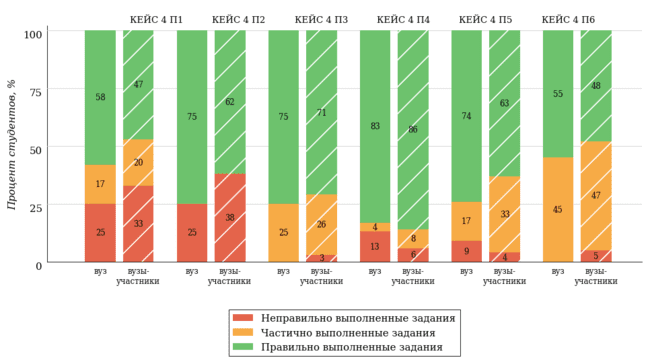 КЕЙС 4 П1 КЕЙС 4 П2 КЕЙС 4 П3 КЕЙС 4 П4 КЕЙС 4 П5 КЕЙС 4 П6
Процент студентов, %
100
75
50
25
0
58 47 75 62 75 71 83 86 74 63 55 48
17 20 25 26 4 8 17 33 45 47
25 33 25 38 3 13 6 9 4 5
вуз вузы- вуз вузы- вуз вузы- вуз вузы- вуз вузы- вуз вузы-
участники участники участники участники участники участники
Неправильно выполненные задания
Частично выполненные задания
Правильно выполненные задания